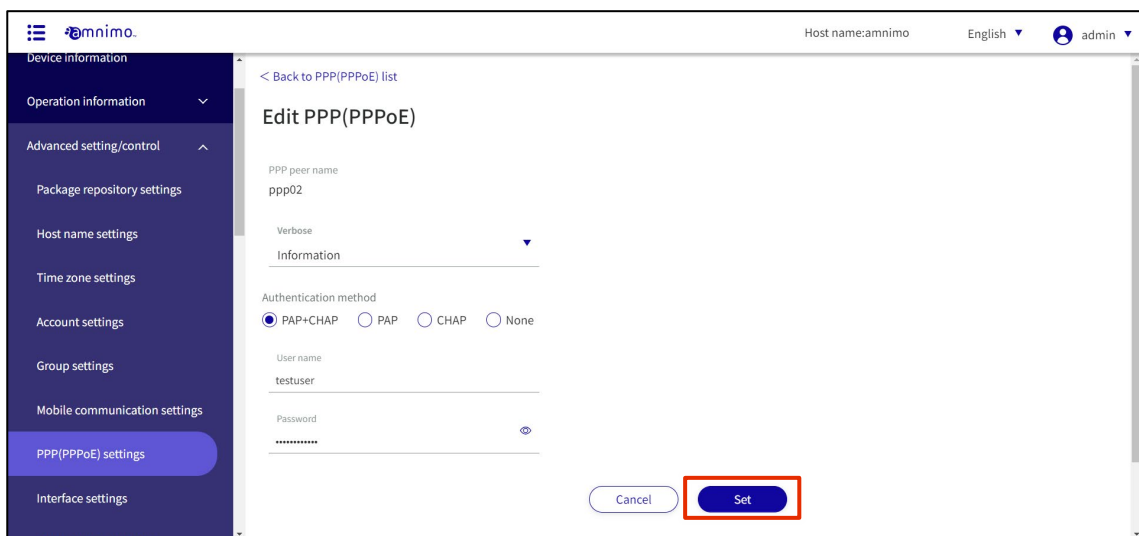 amnimo
Host name:amnimo
English
admin
Device information
Operation information
Advanced setting/control
Package repository settings
Host name settings
Time zone settings
Account settings
Group settings
Mobile communication settings
PPP(PPPoE) settings
Interface settings
< Back to PPP(PPPoE) list
Edit PPP(PPPoE)
PPP peer name
ppp02
Verbose
Information
Authentication method
PAP+CHAP PAP CHAP None
User name
testuser
Password
••••••••••••
Cancel Set